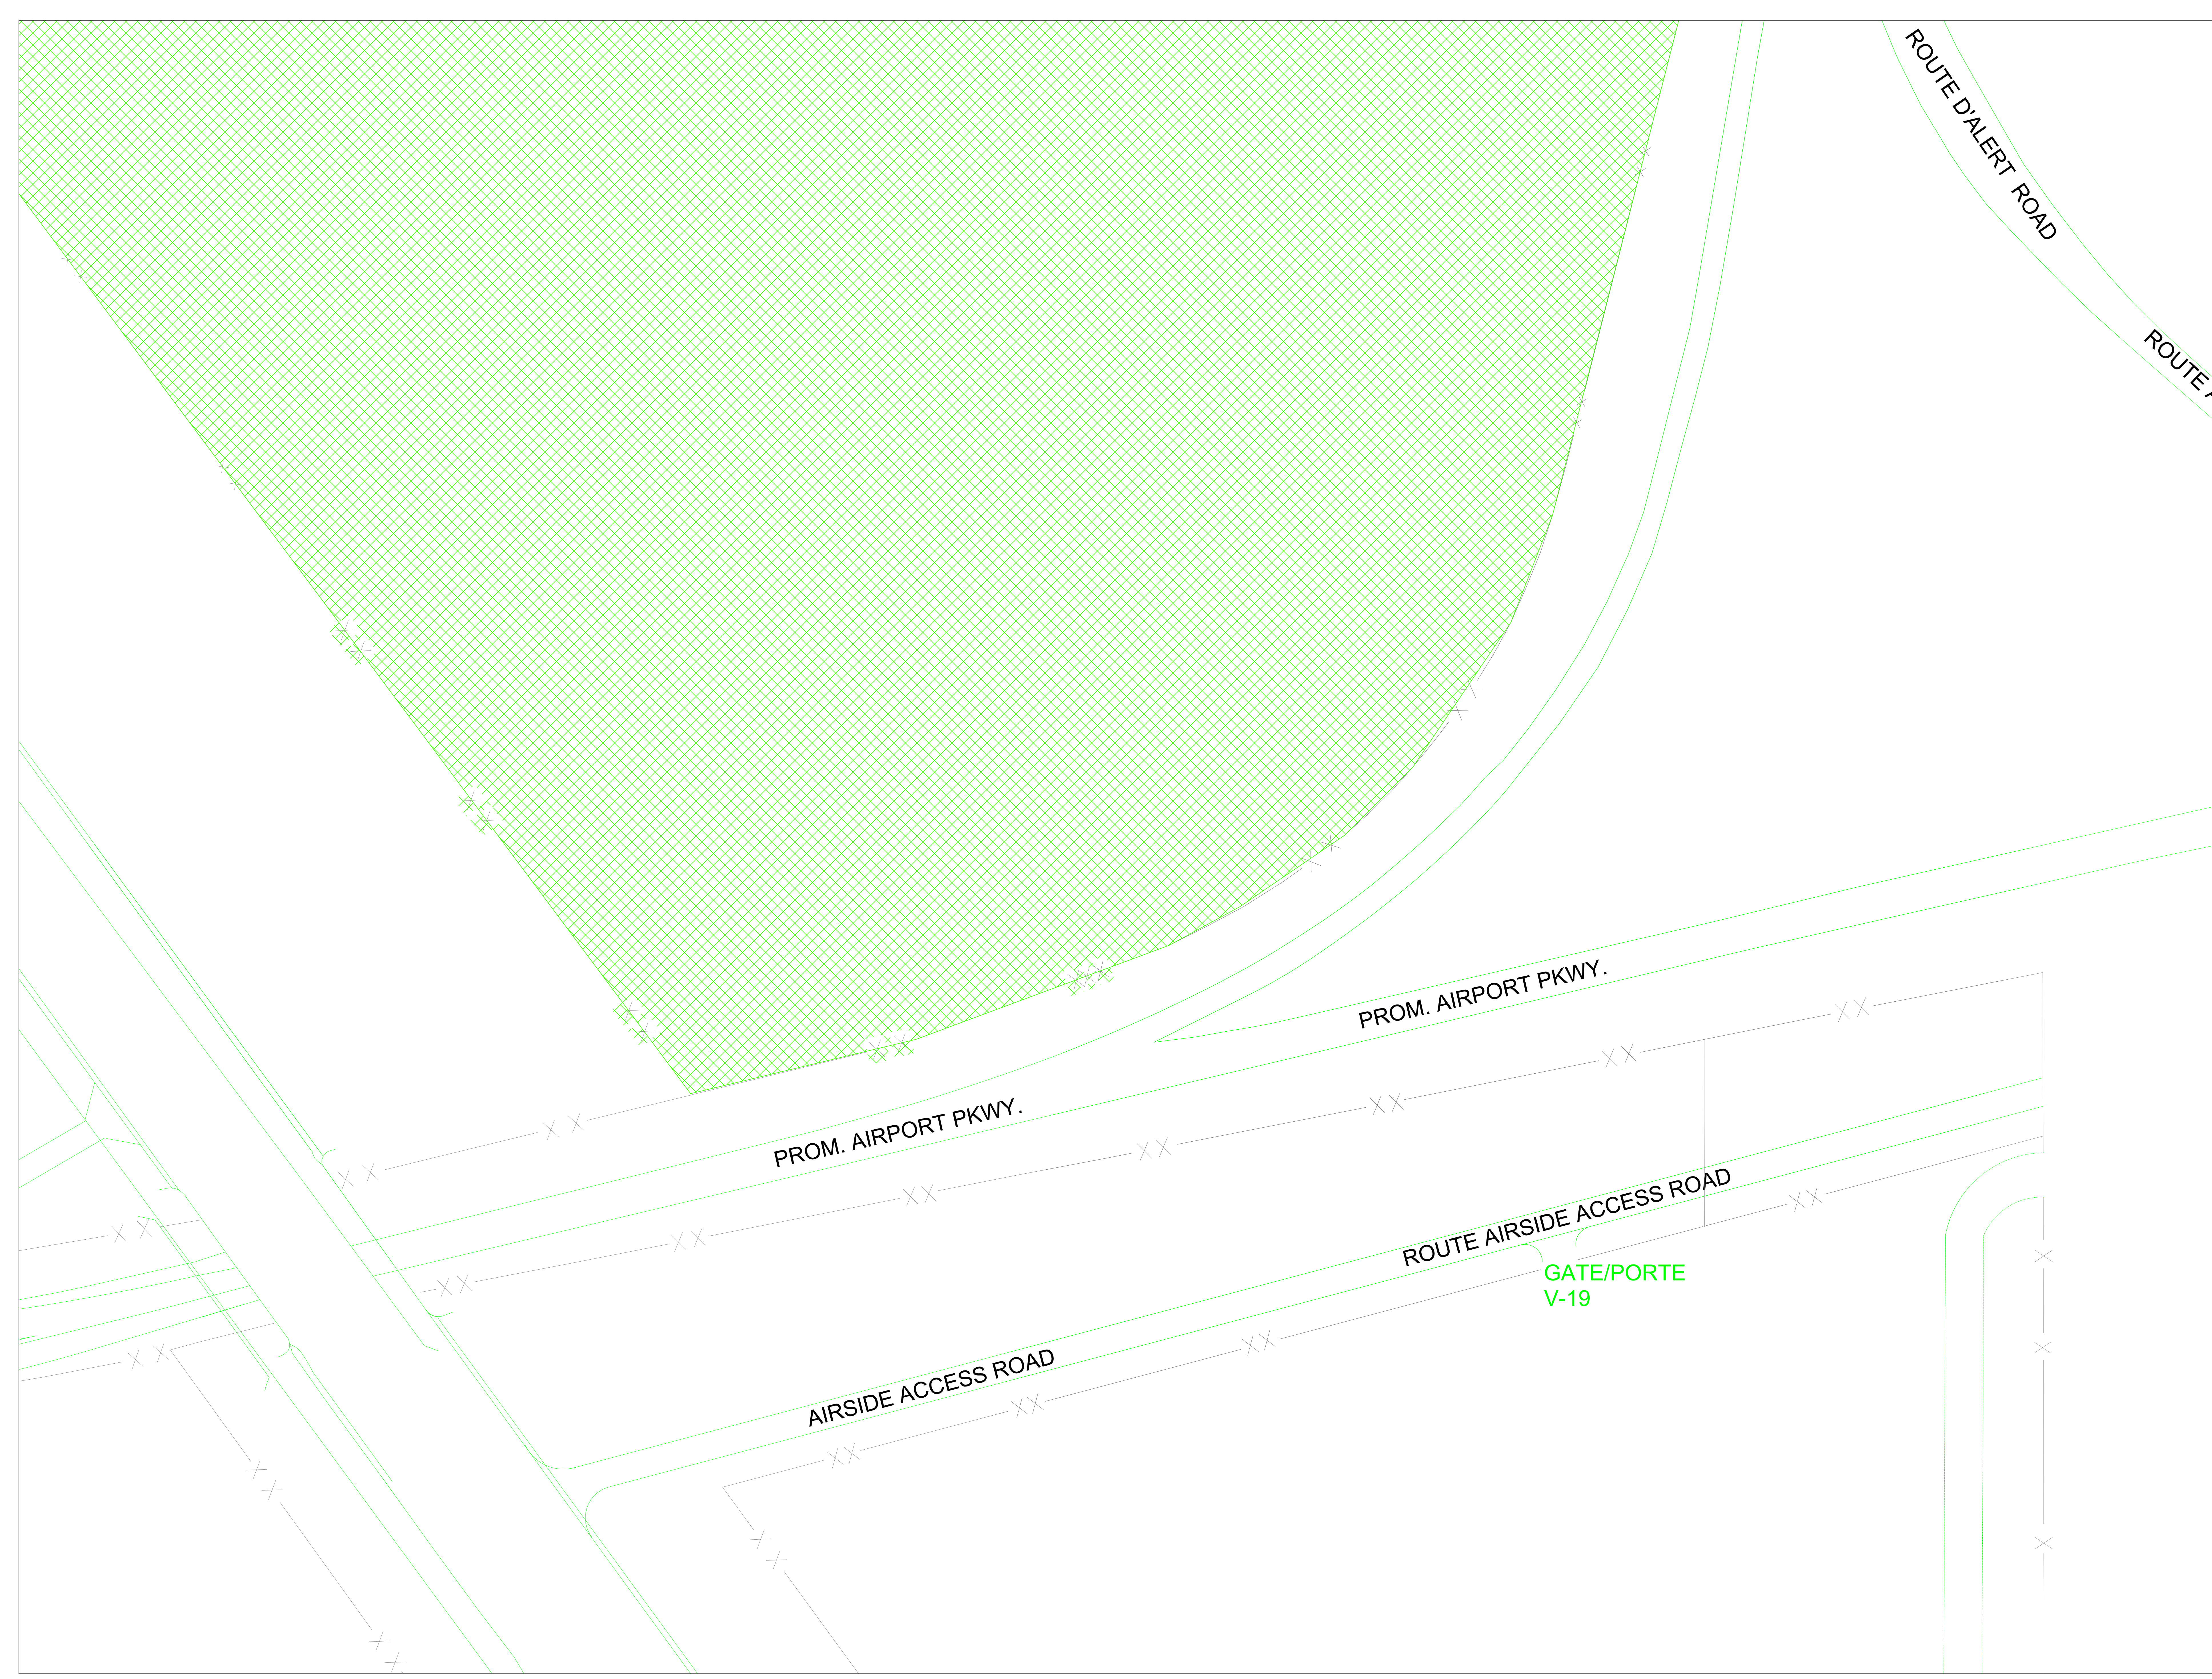 ROUTE D'ALERT ROAD
ROUTE
PROM. AIRPORT PKWY.
PROM. AIRPORT PKWY.
ROUTE AIRSIDE ACCESS ROAD
GATE/PORTE
V-19
AIRSIDE ACCESS ROAD